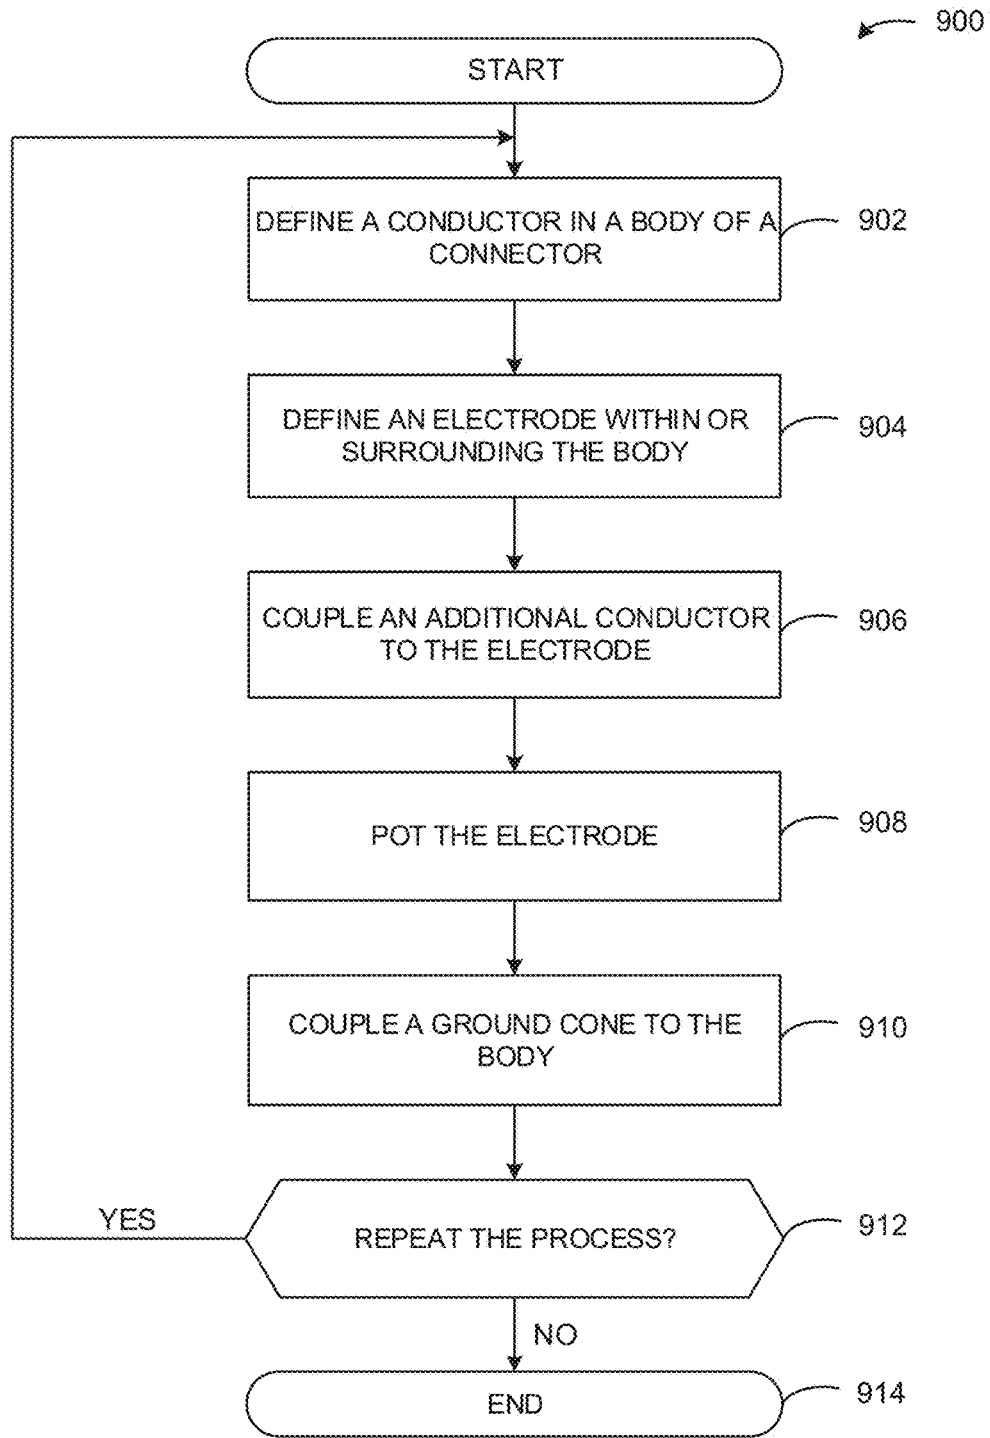 900
START
DEFINE A CONDUCTOR IN A BODY OF A
CONNECTOR
902
DEFINE AN ELECTRODE WITHIN OR
SURROUNDING THE BODY
904
COUPLE AN ADDITIONAL CONDUCTOR
TO THE ELECTRODE
906
POT THE ELECTRODE
908
COUPLE A GROUND CONE TO THE
BODY
910
YES
REPEAT THE PROCESS?
912
NO
END
914